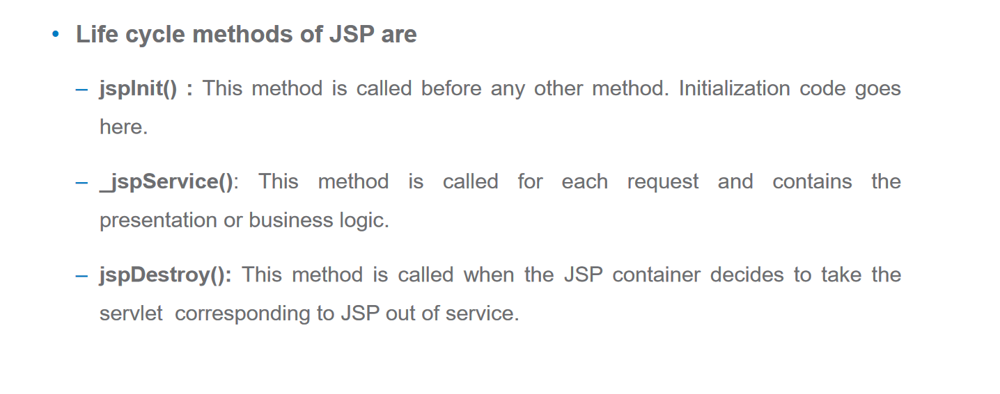 • Life cycle methods of JSP are
– jspInit() : This method is called before any other method. Initialization code goes
here.
– _jspService(): This method is called for each request and contains the
presentation or business logic.
– jspDestroy(): This method is called when the JSP container decides to take the
servlet  corresponding to JSP out of service.